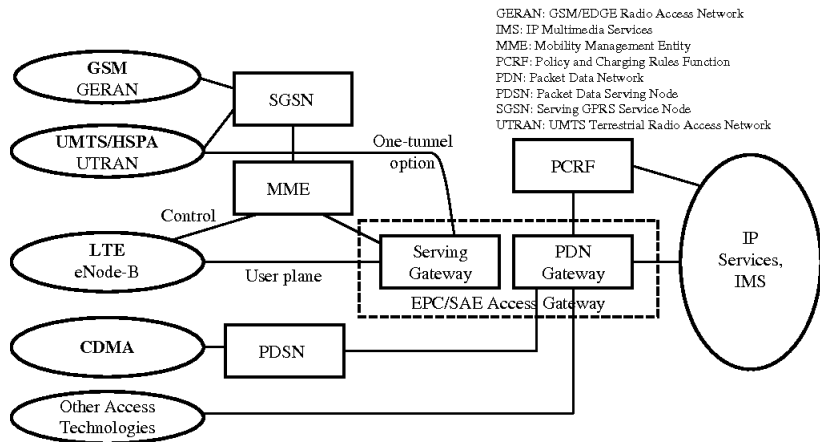 GERAN: GSM/EDGE Radio Access Network
IMS: IP Multimedia Services
MME: Mobility Management Entity
PCRF: Policy and Charging Rules Function
PDN: Packet Data Network
PDSN: Packet Data Serving Node
SGSN: Serving GPRS Service Node
UTRAN: UMTS Terrestrial Radio Access Network
GSM
GERAN
SGSN
UMTS/HSPA
UTRAN
One-tunnel
option
MME
PCRF
Control
LTE
eNode-B
User plane
Serving
Gateway
PDN
Gateway
EPC/SAE Access Gateway
IP
Services,
IMS
CDMA
PDSN
Other Access
Technologies